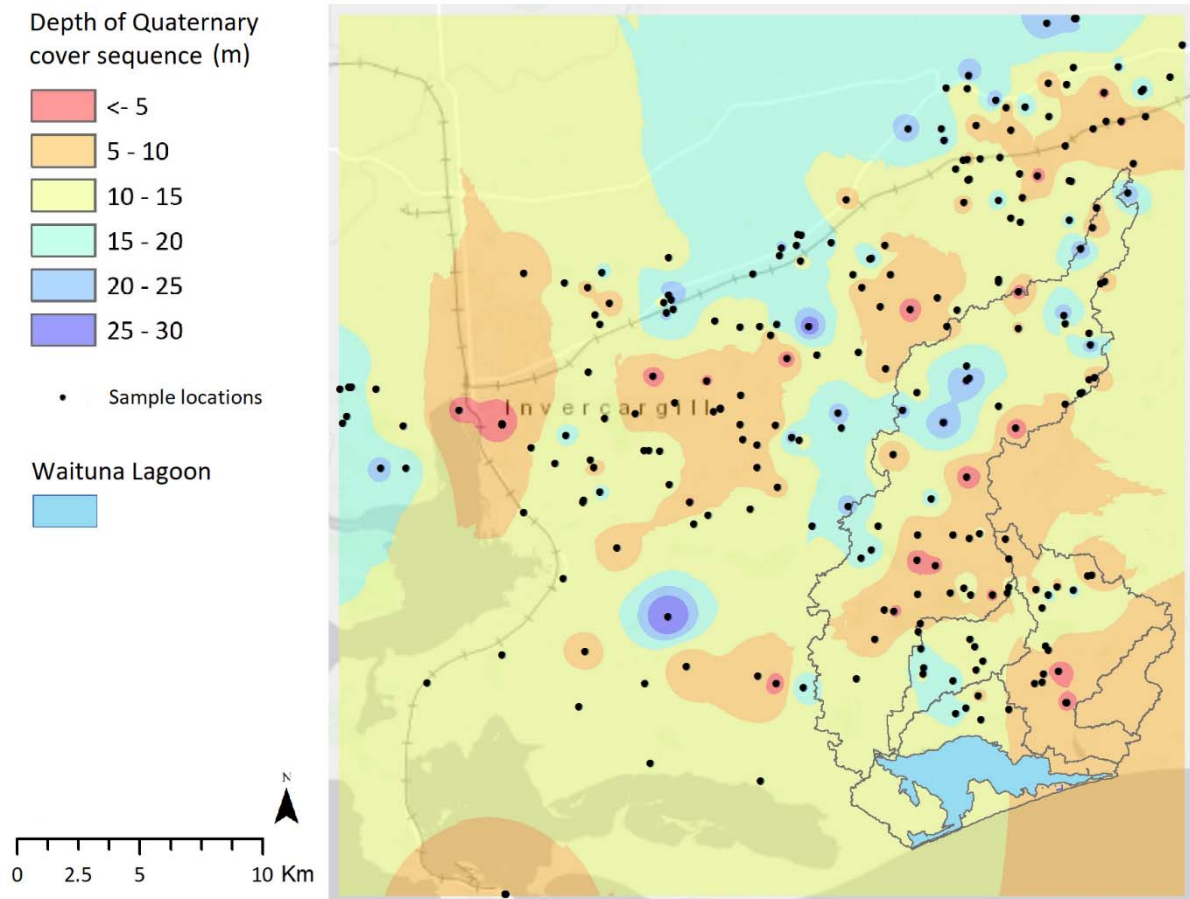 Depth of Quaternary
cover sequence (m)
<- 5
5 - 10
10 - 15
15 - 20
20 - 25
25 - 30
Sample locations
Waituna Lagoon
Invercargill
N
0 2.5 5 10 Km